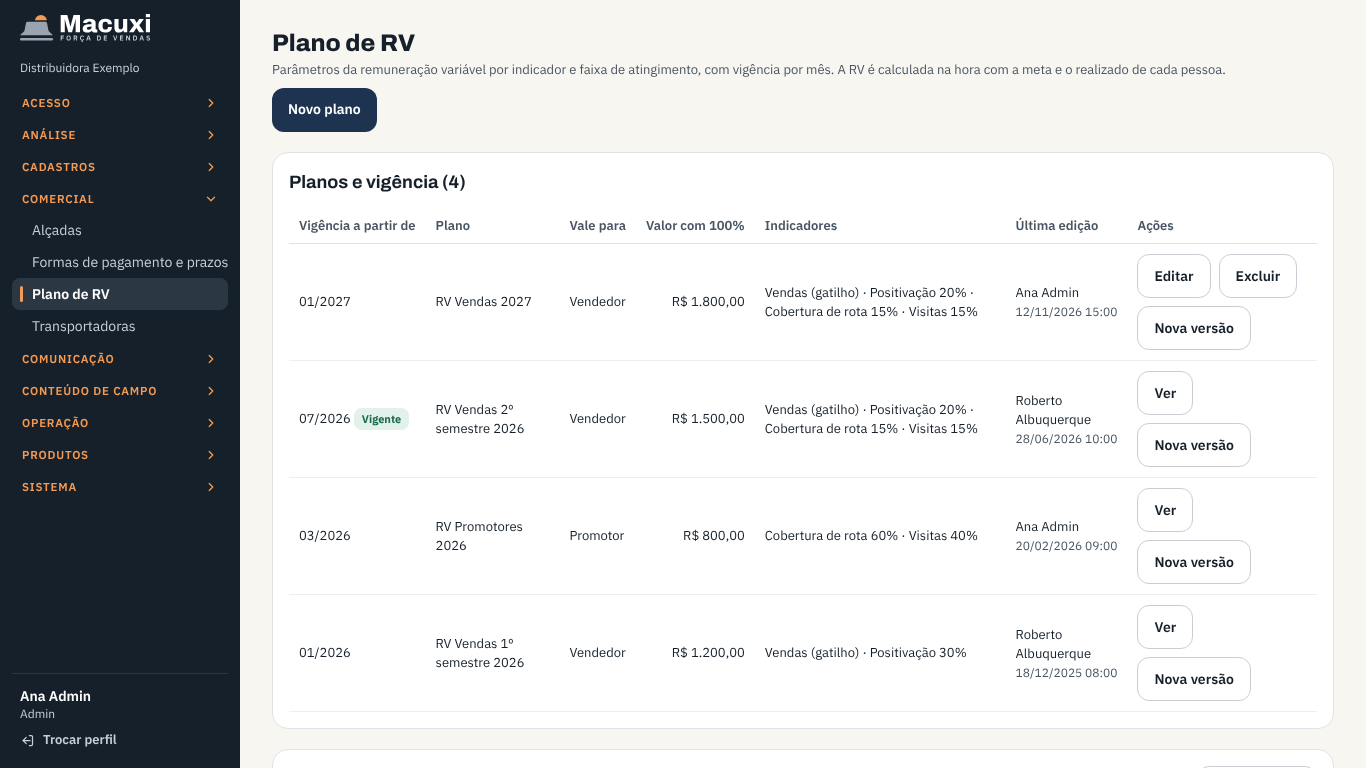 Macuxi
FORÇA DE VENDAS
Distribuidora Exemplo
ACESSO
ANÁLISE
CADASTROS
COMERCIAL
Alçadas
Formas de pagamento e prazos
Plano de RV
Transportadoras
COMUNICAÇÃO
CONTEÚDO DE CAMPO
OPERAÇÃO
PRODUTOS
SISTEMA
Ana Admin
Admin
Trocar perfil
Plano de RV
Parâmetros da remuneração variável por indicador e faixa de atingimento, com vigência por mês. A RV é calculada na hora com a meta e o realizado de cada pessoa.
Novo plano
Planos e vigência (4)
Vigência a partir de Plano Vale para Valor com 100% Indicadores Última edição Ações
01/2027 RV Vendas 2027 Vendedor R$ 1.800,00
Vendas (gatilho) · Positivação 20% ·
Cobertura de rota 15% · Visitas 15%
Ana Admin
12/11/2026 15:00
Editar Excluir
Nova versão
07/2026 Vigente
RV Vendas 2º
semestre 2026
Vendedor R$ 1.500,00
Vendas (gatilho) · Positivação 20% ·
Cobertura de rota 15% · Visitas 15%
Roberto
Albuquerque
28/06/2026 10:00
Ver
Nova versão
03/2026
RV Promotores
2026
Promotor R$ 800,00
Cobertura de rota 60% · Visitas 40%
Ana Admin
20/02/2026 09:00
Ver
Nova versão
01/2026
RV Vendas 1º
semestre 2026
Vendedor R$ 1.200,00
Vendas (gatilho) · Positivação 30%
Roberto
Albuquerque
18/12/2025 08:00
Ver
Nova versão